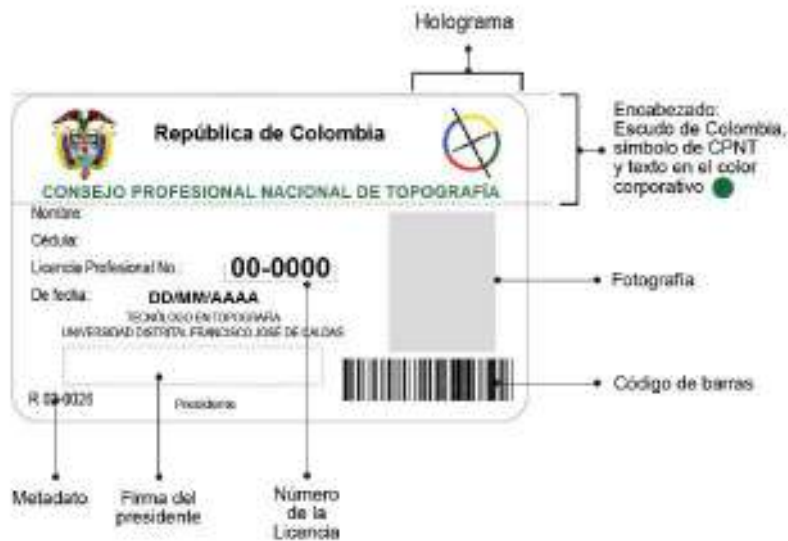 Holograma
República de Colombia
CONSEJO PROFESIONAL NACIONAL DE TOPOGRAFÍA
Encabezado:
Escudo de Colombia,
símbolo de CPNT
y texto en el color
corporativo
Nombre:
Cédula:
Licencia Profesional No.: 00-0000
De fecha: DD/MM/AAAA
TECNÓLOGO EN TOPOGRAFÍA
UNIVERSIDAD DISTRITAL FRANCISCO JOSÉ DE CALDAS
Fotografía
Código de barras
R 02-0026
Presidente
Metadato
Firma del
presidente
Número
de la
Licencia